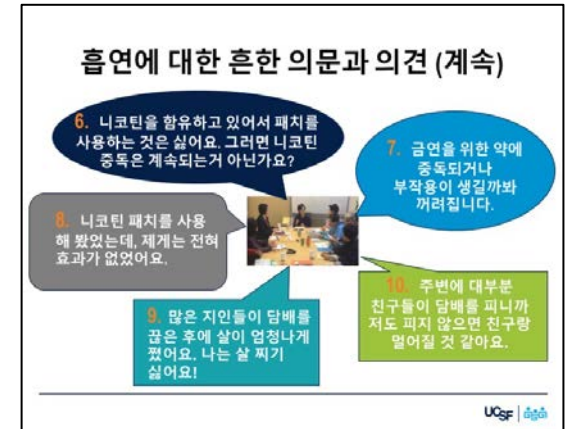 흡연에 대한 흔한 의문과 의견 (계속)
6. 니코틴을 함유하고 있어서 패치를
사용하는 것은 싫어요. 그러면 니코틴
중독은 계속되는거 아닌가요?
7. 금연을 위한 약에
중독되거나
부작용이 생길까봐
꺼려집니다.
8. 니코틴 패치를 사용
해 봤었는데, 제게는 전혀
효과가 없었어요.
9. 많은 지인들이 담배를
끊은 후에 살이 엄청나게
쪘어요. 나는 살 찌기
싫어요!
10. 주변에 대부분
친구들이 담배를 피니까
저도 피지 않으면 친구랑
멀어질 것 같아요.
UCSF